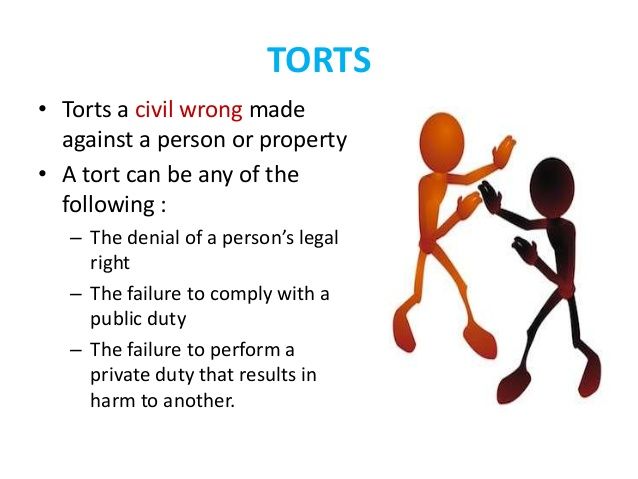 TORTS
• Torts a civil wrong made
against a person or property
• A tort can be any of the
following :
– The denial of a person’s legal
right
– The failure to comply with a
public duty
– The failure to perform a
private duty that results in
harm to another.